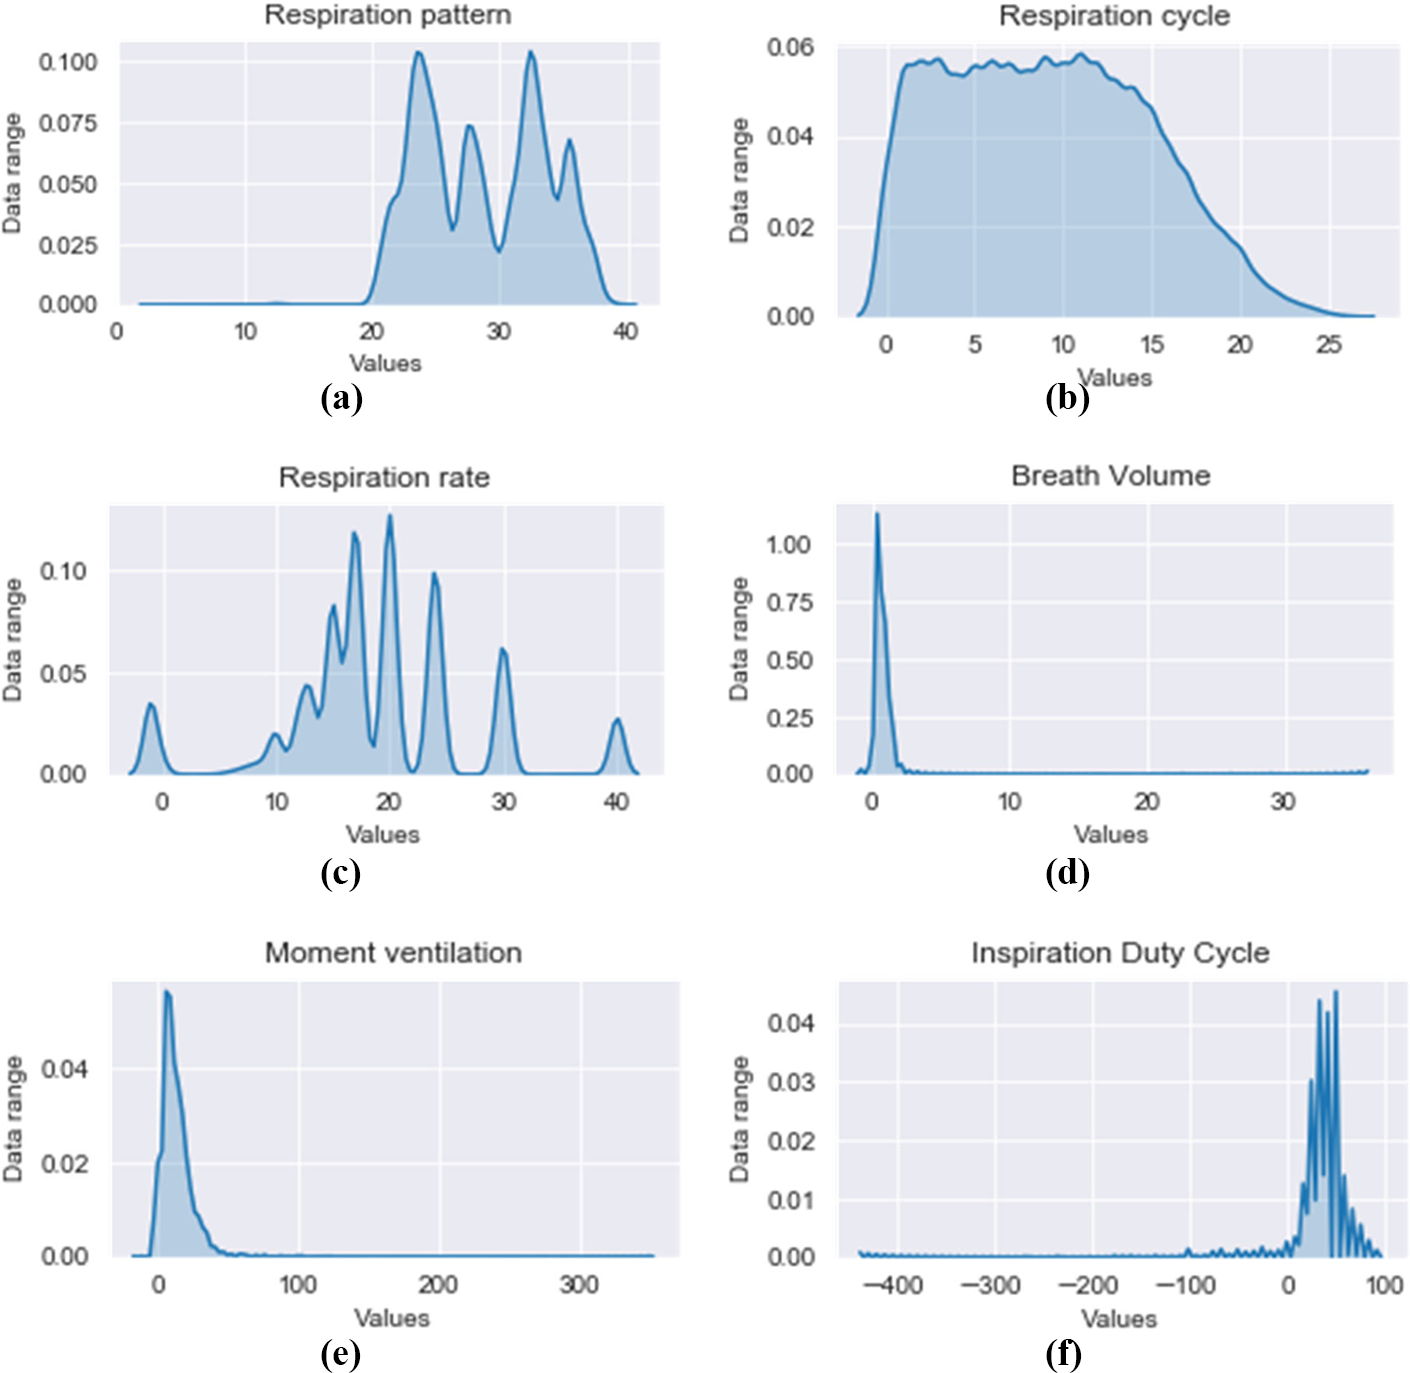 Respiration pattern
Data range
0.100
0.075
0.050
0.025
0.000
0 10 20 30 40
Values
(a)
Respiration cycle
Data range
0.06
0.04
0.02
0.00
0 5 10 15 20 25
Values
(b)
Respiration rate
Data range
0.10
0.05
0.00
0 10 20 30 40
Values
(c)
Breath Volume
Data range
1.00
0.75
0.50
0.25
0.00
0 10 20 30
Values
(d)
Moment ventilation
Data range
0.04
0.02
0.00
0 100 200 300
Values
(e)
Inspiration Duty Cycle
Data range
0.04
0.03
0.02
0.01
0.00
−400 −300 −200 −100 0 100
Values
(f)